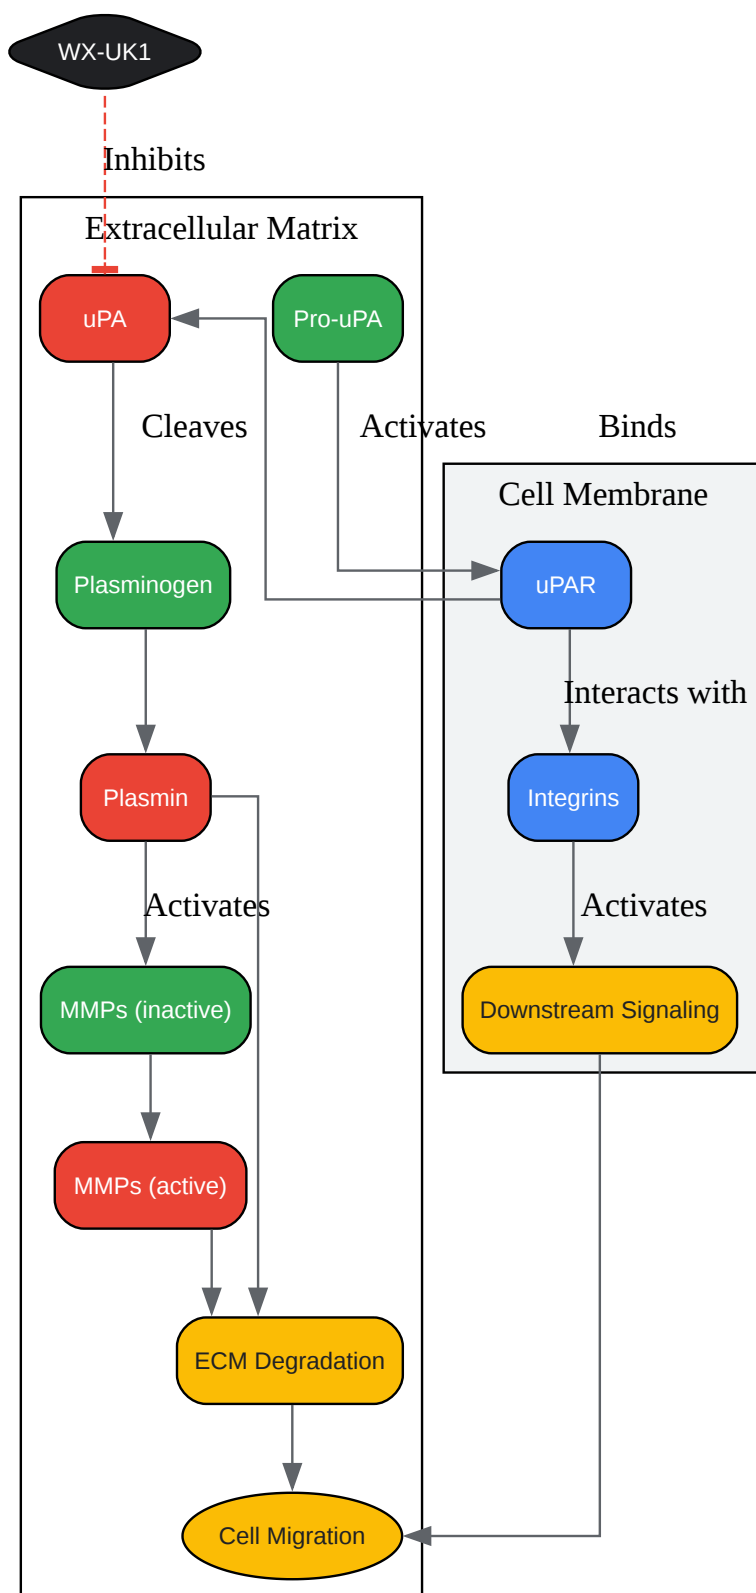 WX-UK1
Inhibits
Extracellular Matrix
uPA
Pro-uPA
Cleaves
Activates
Binds
Cell Membrane
Plasminogen
uPAR
Interacts with
Plasmin
Integrins
Activates
Activates
MMPs (inactive)
Downstream Signaling
MMPs (active)
ECM Degradation
Cell Migration